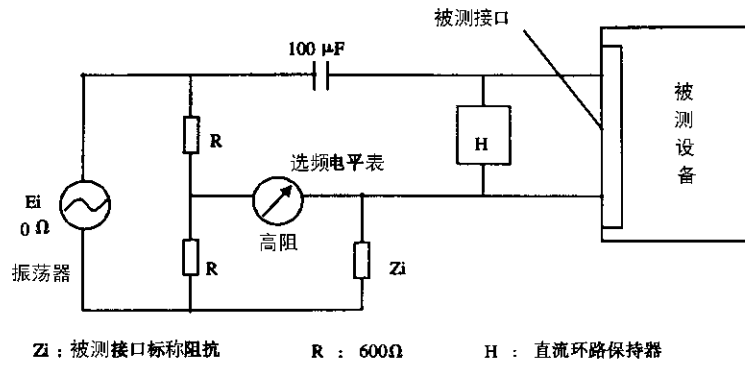 被测接口
100 μF
被测设备
R
H
选频电平表
Ei
0 Ω
高阻
R
Zi
振荡器
Zi：被测接口标称阻抗 R ： 600Ω H ： 直流环路保持器